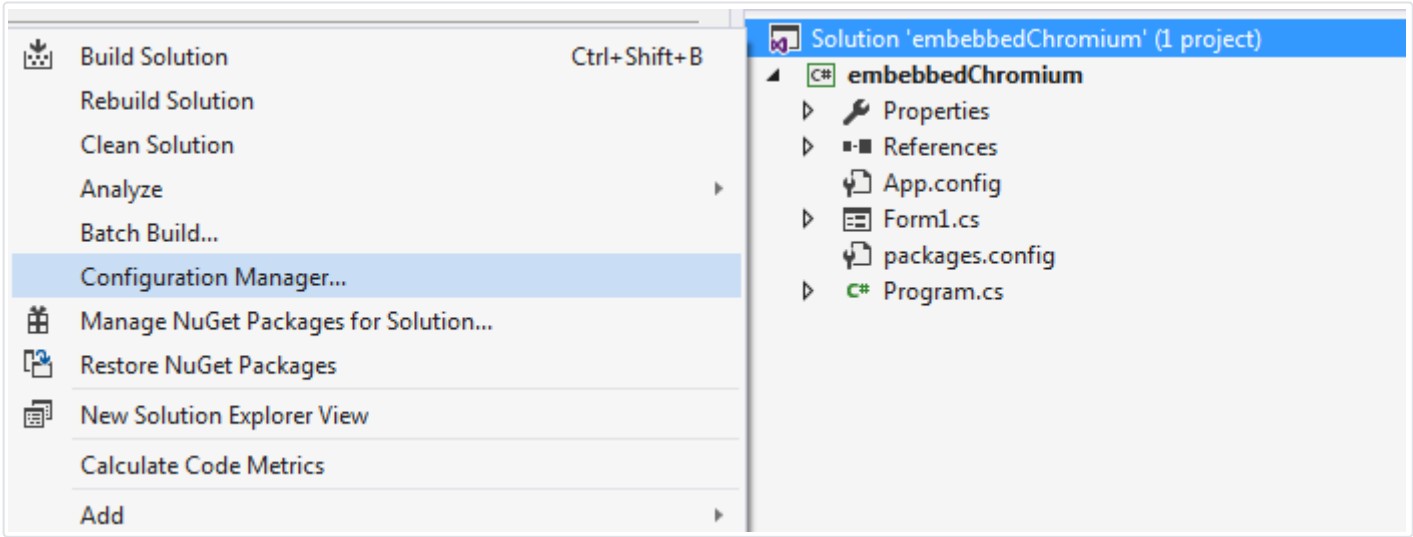 Build Solution Ctrl+Shift+B
Rebuild Solution
Clean Solution
Analyze
Batch Build...
Configuration Manager...
Manage NuGet Packages for Solution...
Restore NuGet Packages
New Solution Explorer View
Calculate Code Metrics
Add
Solution 'embebbedChromium' (1 project)
C# embebbedChromium
Properties
References
App.config
Form1.cs
packages.config
C# Program.cs